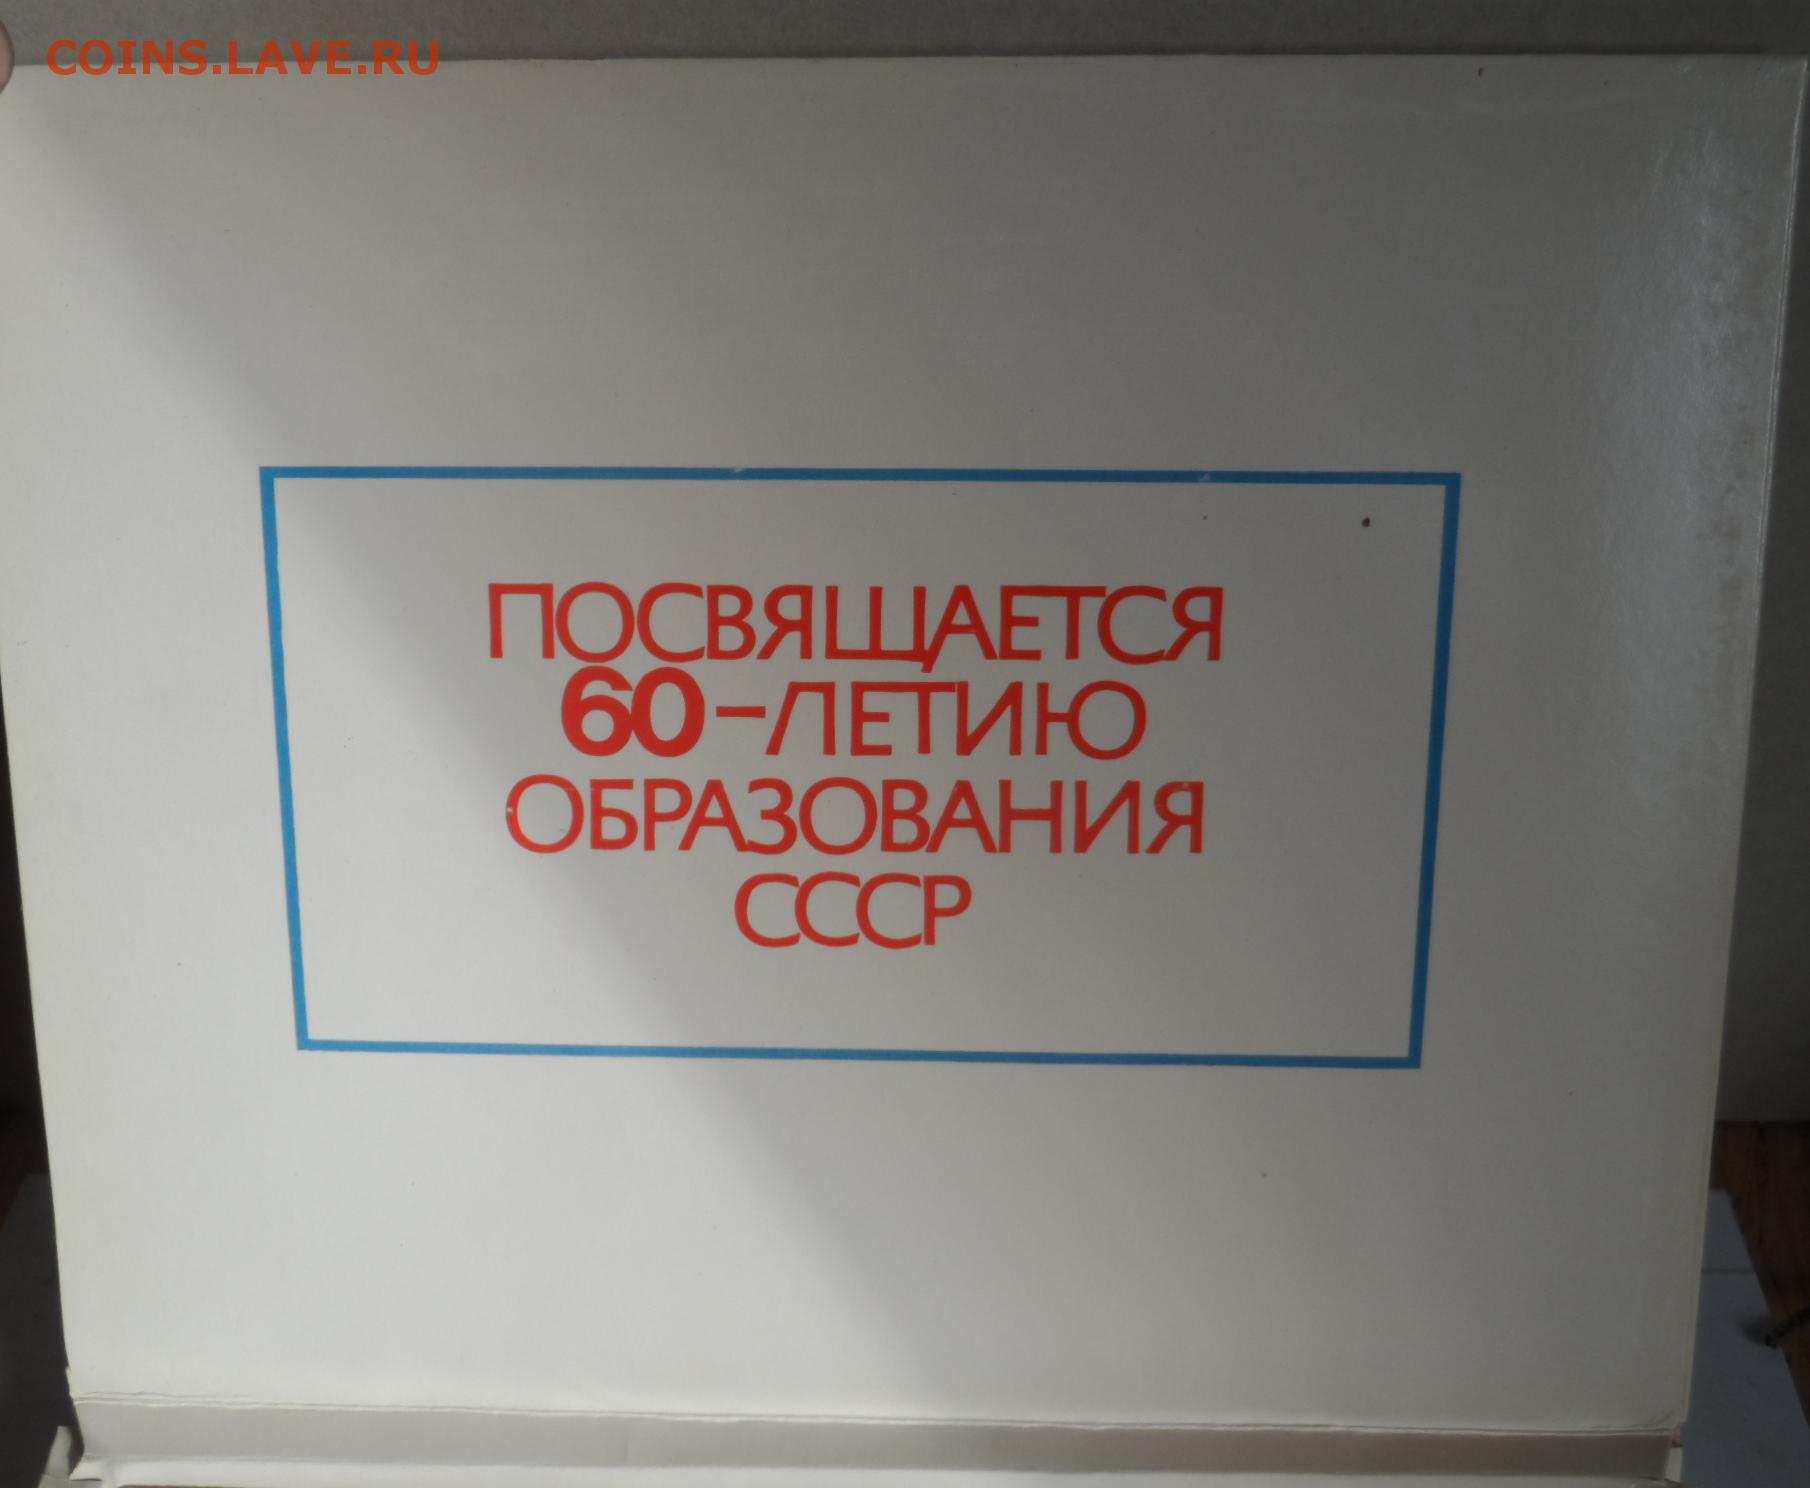 COINS.LAVE.RU
ПОСВЯЩАЕТСЯ
60-ЛЕТИЮ
ОБРАЗОВАНИЯ
СССР